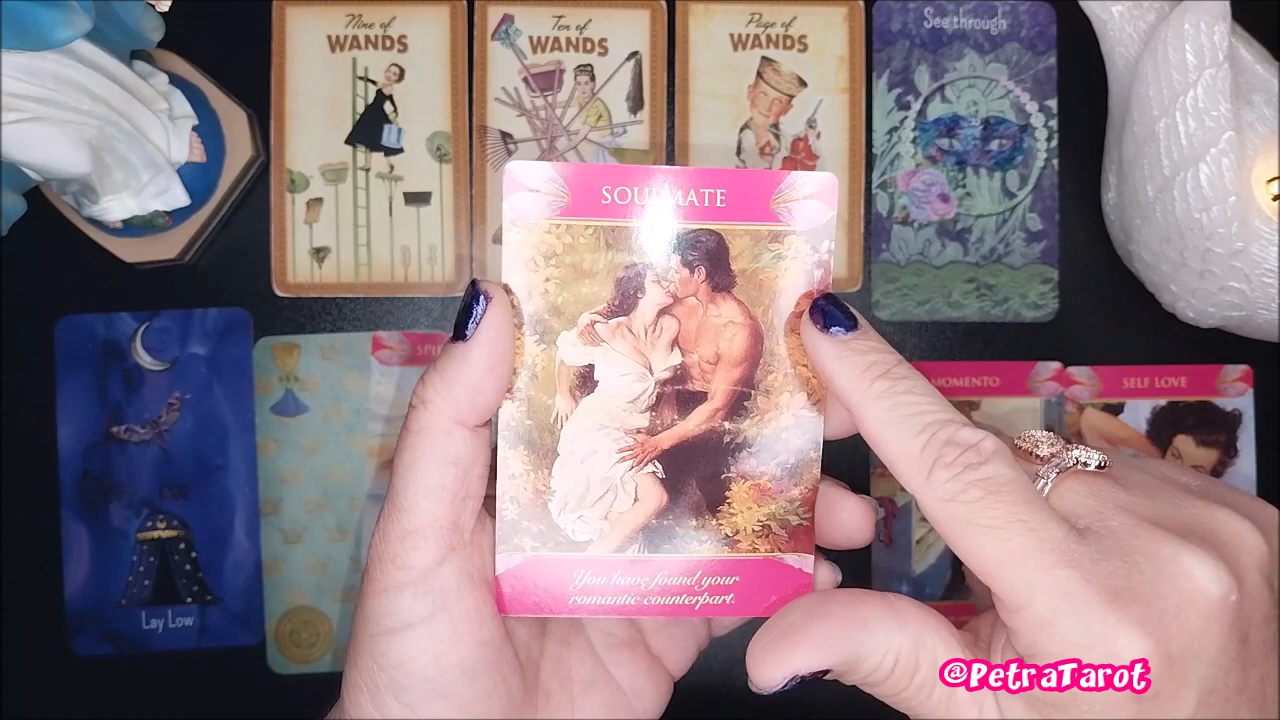 Nine of
WANDS
Ten of
WANDS
Page of
WANDS
See through
SOULMATE
MOMENTO
SELF LOVE
Lay Low
You have found your
romantic counterpart.
@PetraTarot